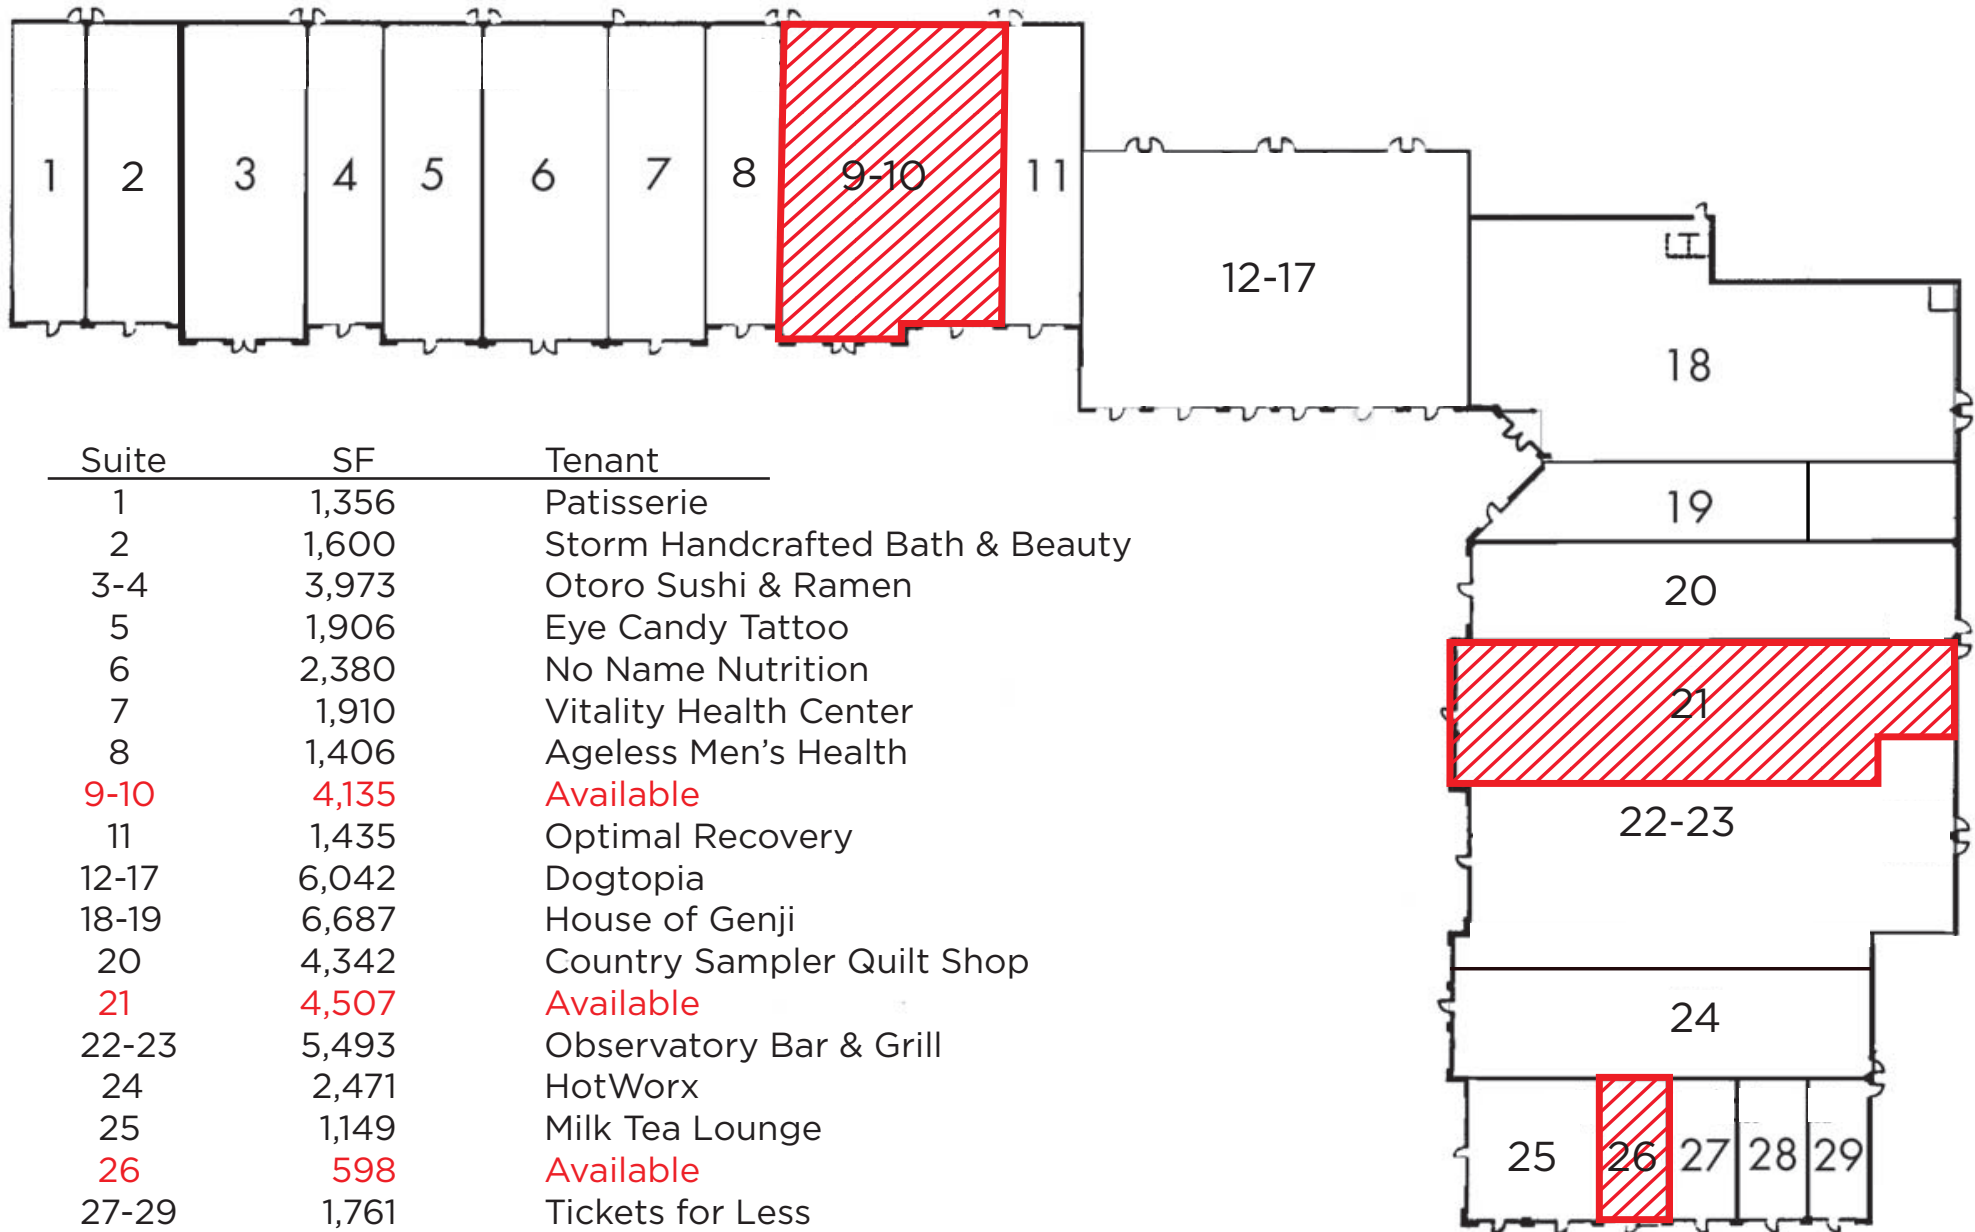 1 2 3 4 5 6 7 8 9-10 11
12-17
18
19
20
21
22-23
24
25 26 27 28 29
Suite SF Tenant
1 1,356 Patisserie
2 1,600 Storm Handcrafted Bath & Beauty
3-4 3,973 Otoro Sushi & Ramen
5 1,906 Eye Candy Tattoo
6 2,380 No Name Nutrition
7 1,910 Vitality Health Center
8 1,406 Ageless Men's Health
9-10 4,135 Available
11 1,435 Optimal Recovery
12-17 6,042 Dogtopia
18-19 6,687 House of Genji
20 4,342 Country Sampler Quilt Shop
21 4,507 Available
22-23 5,493 Observatory Bar & Grill
24 2,471 HotWorx
25 1,149 Milk Tea Lounge
26 598 Available
27-29 1,761 Tickets for Less